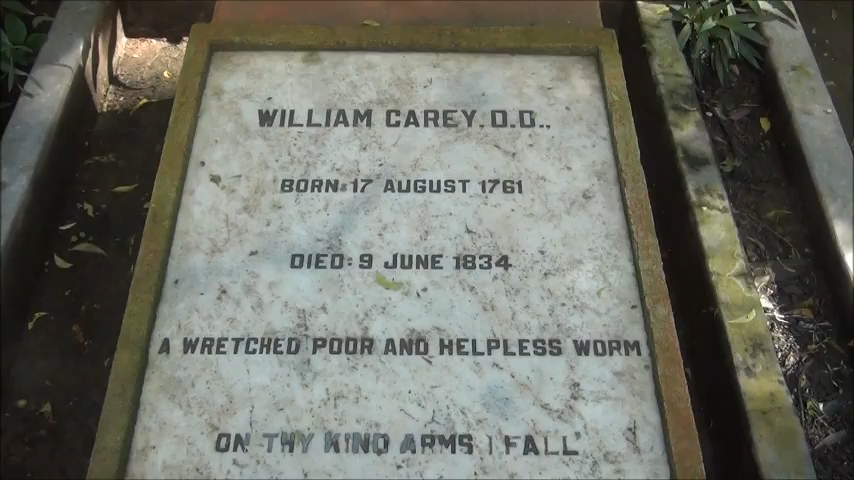 WILLIAM CAREY, D.D..
BORN: 17 AUGUST 1761
DIED: 9 JUNE 1834
A WRETCHED POOR AND HELPLESS WORM
ON THY KIND ARMS I FALL'